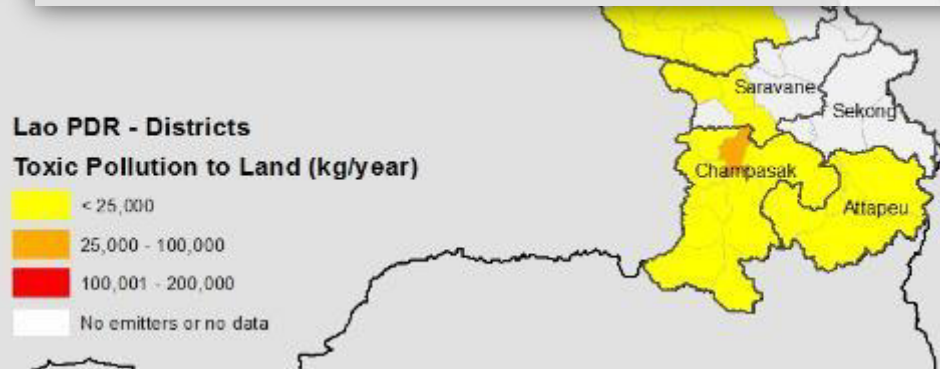 Saravane
Sekong
Lao PDR - Districts
Toxic Pollution to Land (kg/year)
Champasak
< 25,000
Attapeu
25,000 - 100,000
100,001 - 200,000
No emitters or no data